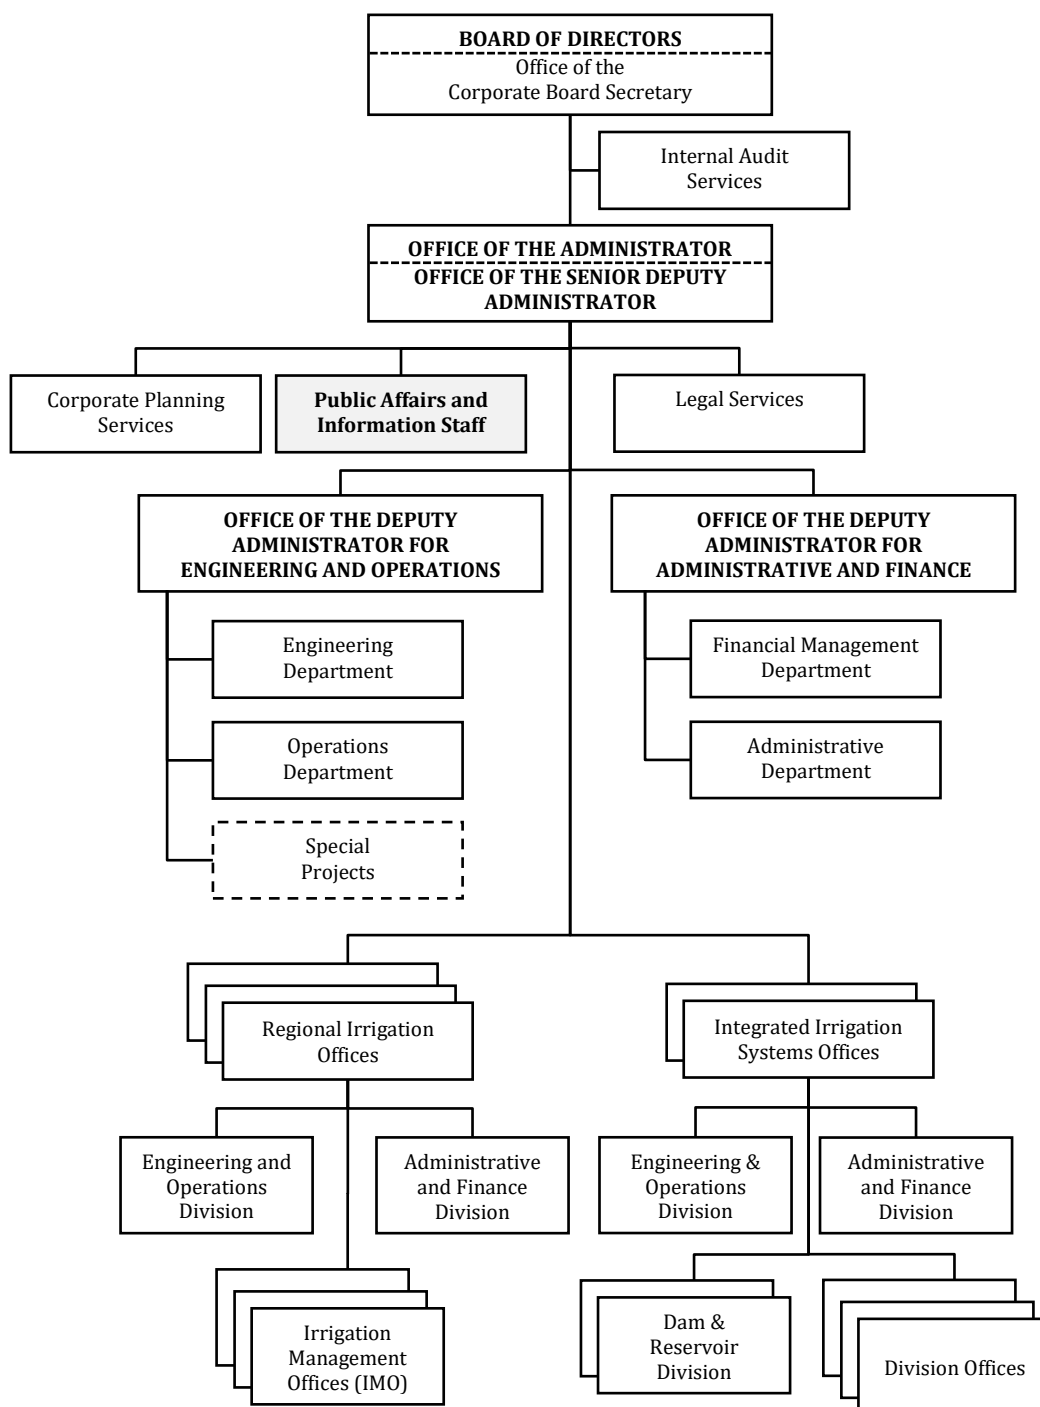 BOARD OF DIRECTORS
Office of the
Corporate Board Secretary
Internal Audit
Services
OFFICE OF THE ADMINISTRATOR
OFFICE OF THE SENIOR DEPUTY
ADMINISTRATOR
Corporate Planning
Services
Public Affairs and
Information Staff
Legal Services
OFFICE OF THE DEPUTY
ADMINISTRATOR FOR
ENGINEERING AND OPERATIONS
OFFICE OF THE DEPUTY
ADMINISTRATOR FOR
ADMINISTRATIVE AND FINANCE
Engineering
Department
Financial Management
Department
Operations
Department
Administrative
Department
Special
Projects
Regional Irrigation
Offices
Integrated Irrigation
Systems Offices
Engineering and
Operations
Division
Administrative
and Finance
Division
Engineering &
Operations
Division
Administrative
and Finance
Division
Irrigation
Management
Offices (IMO)
Dam &
Reservoir
Division
Division Offices